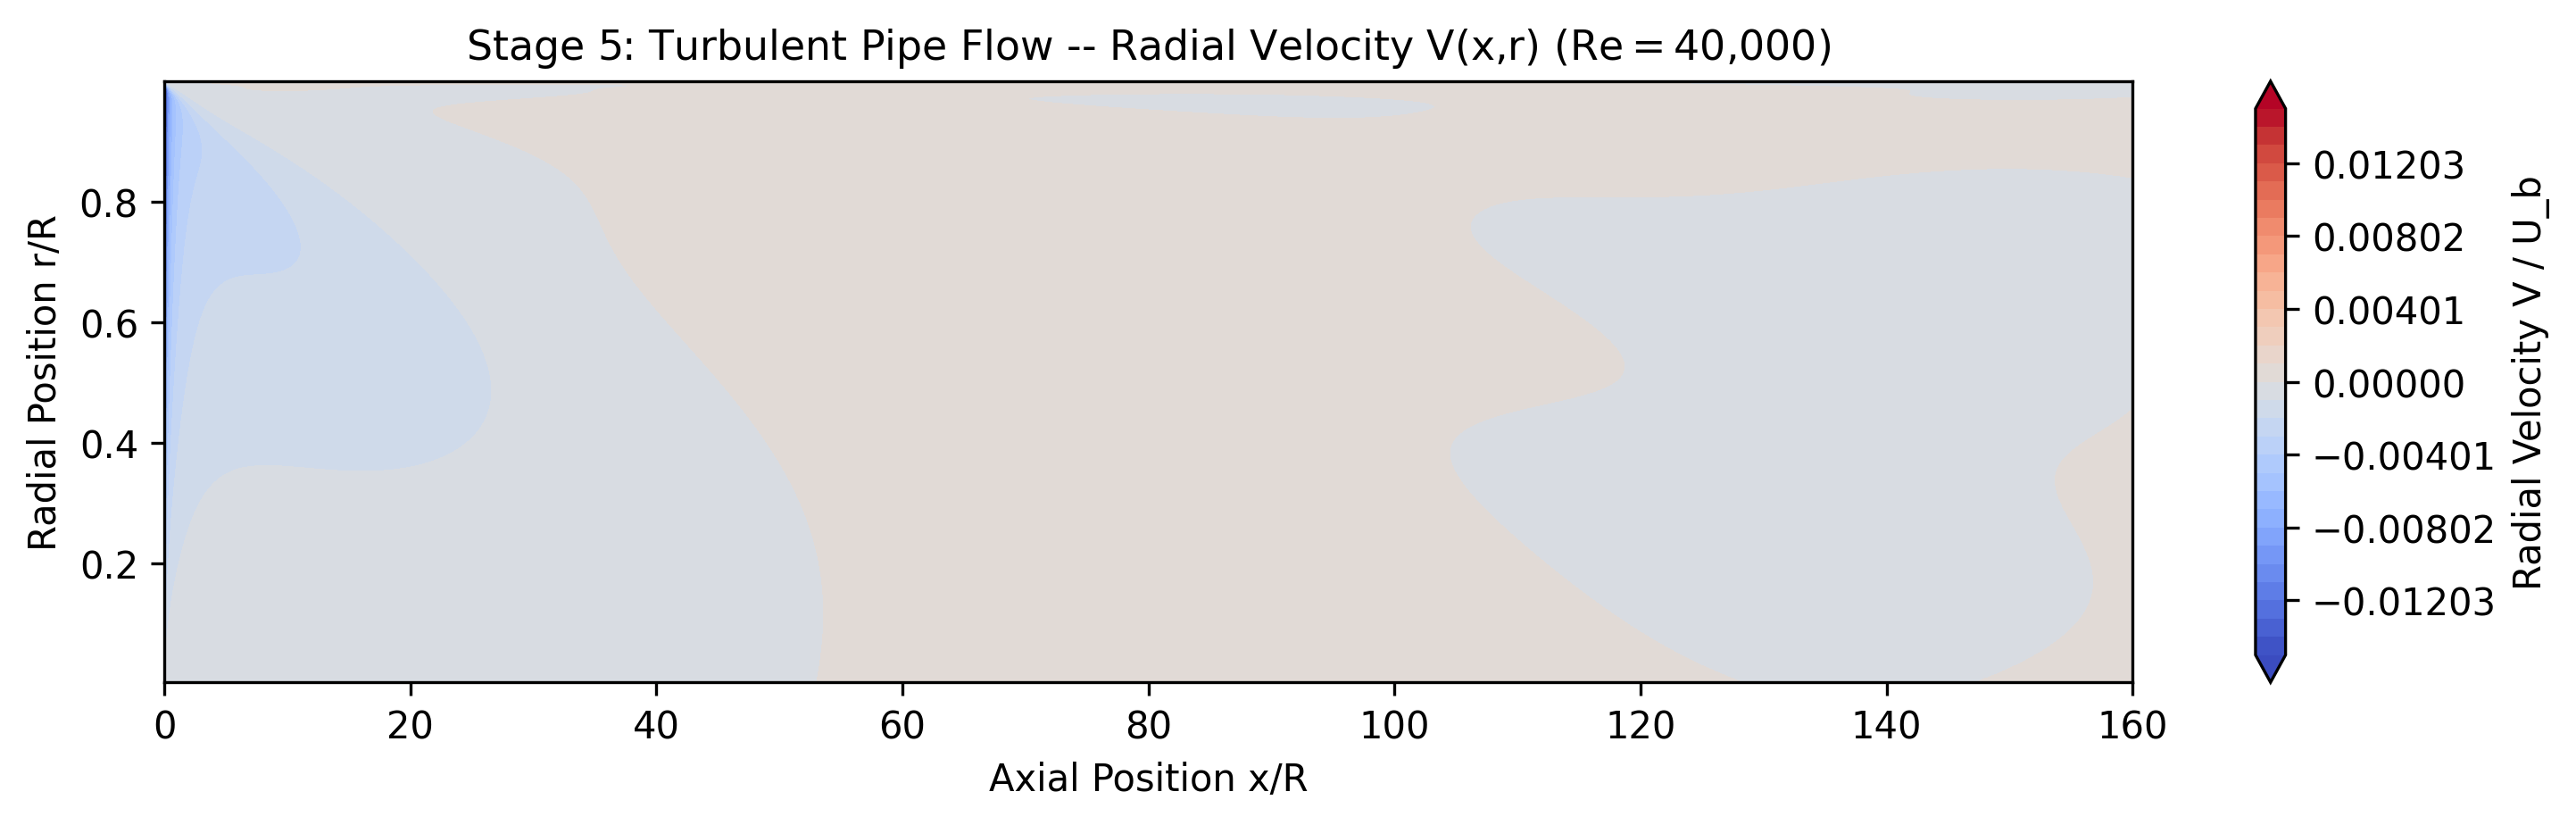 Stage 5: Turbulent Pipe Flow -- Radial Velocity V(x,r) (Re = 40,000)
Radial Position r/R
0.8
0.6
0.4
0.2
0 20 40 60 80 100 120 140 160
Axial Position x/R
0.01203
0.00802
0.00401
0.00000
−0.00401
−0.00802
−0.01203
Radial Velocity V / U_b